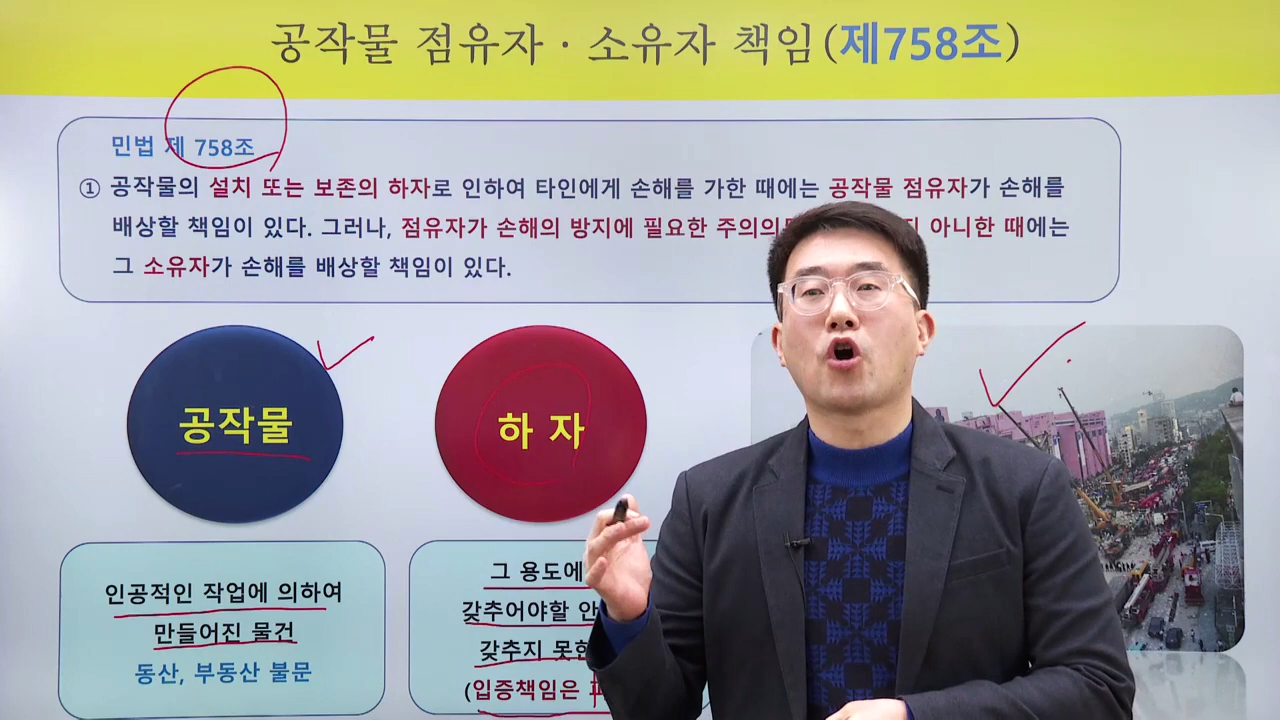 공작물 점유자 · 소유자 책임(제758조)
민법 제 758조
① 공작물의 설치 또는 보존의 하자로 인하여 타인에게 손해를 가한 때에는 공작물 점유자가 손해를
배상할 책임이 있다. 그러나, 점유자가 손해의 방지에 필요한 아니한 때에는
그 소유자가 손해를 배상할 책임이 있다.
공작물
하 자
인공적인 작업에 의하여
만들어진 물건
동산, 부동산 불문
그 용도에
갖추어야할
갖추지
(입증책임은